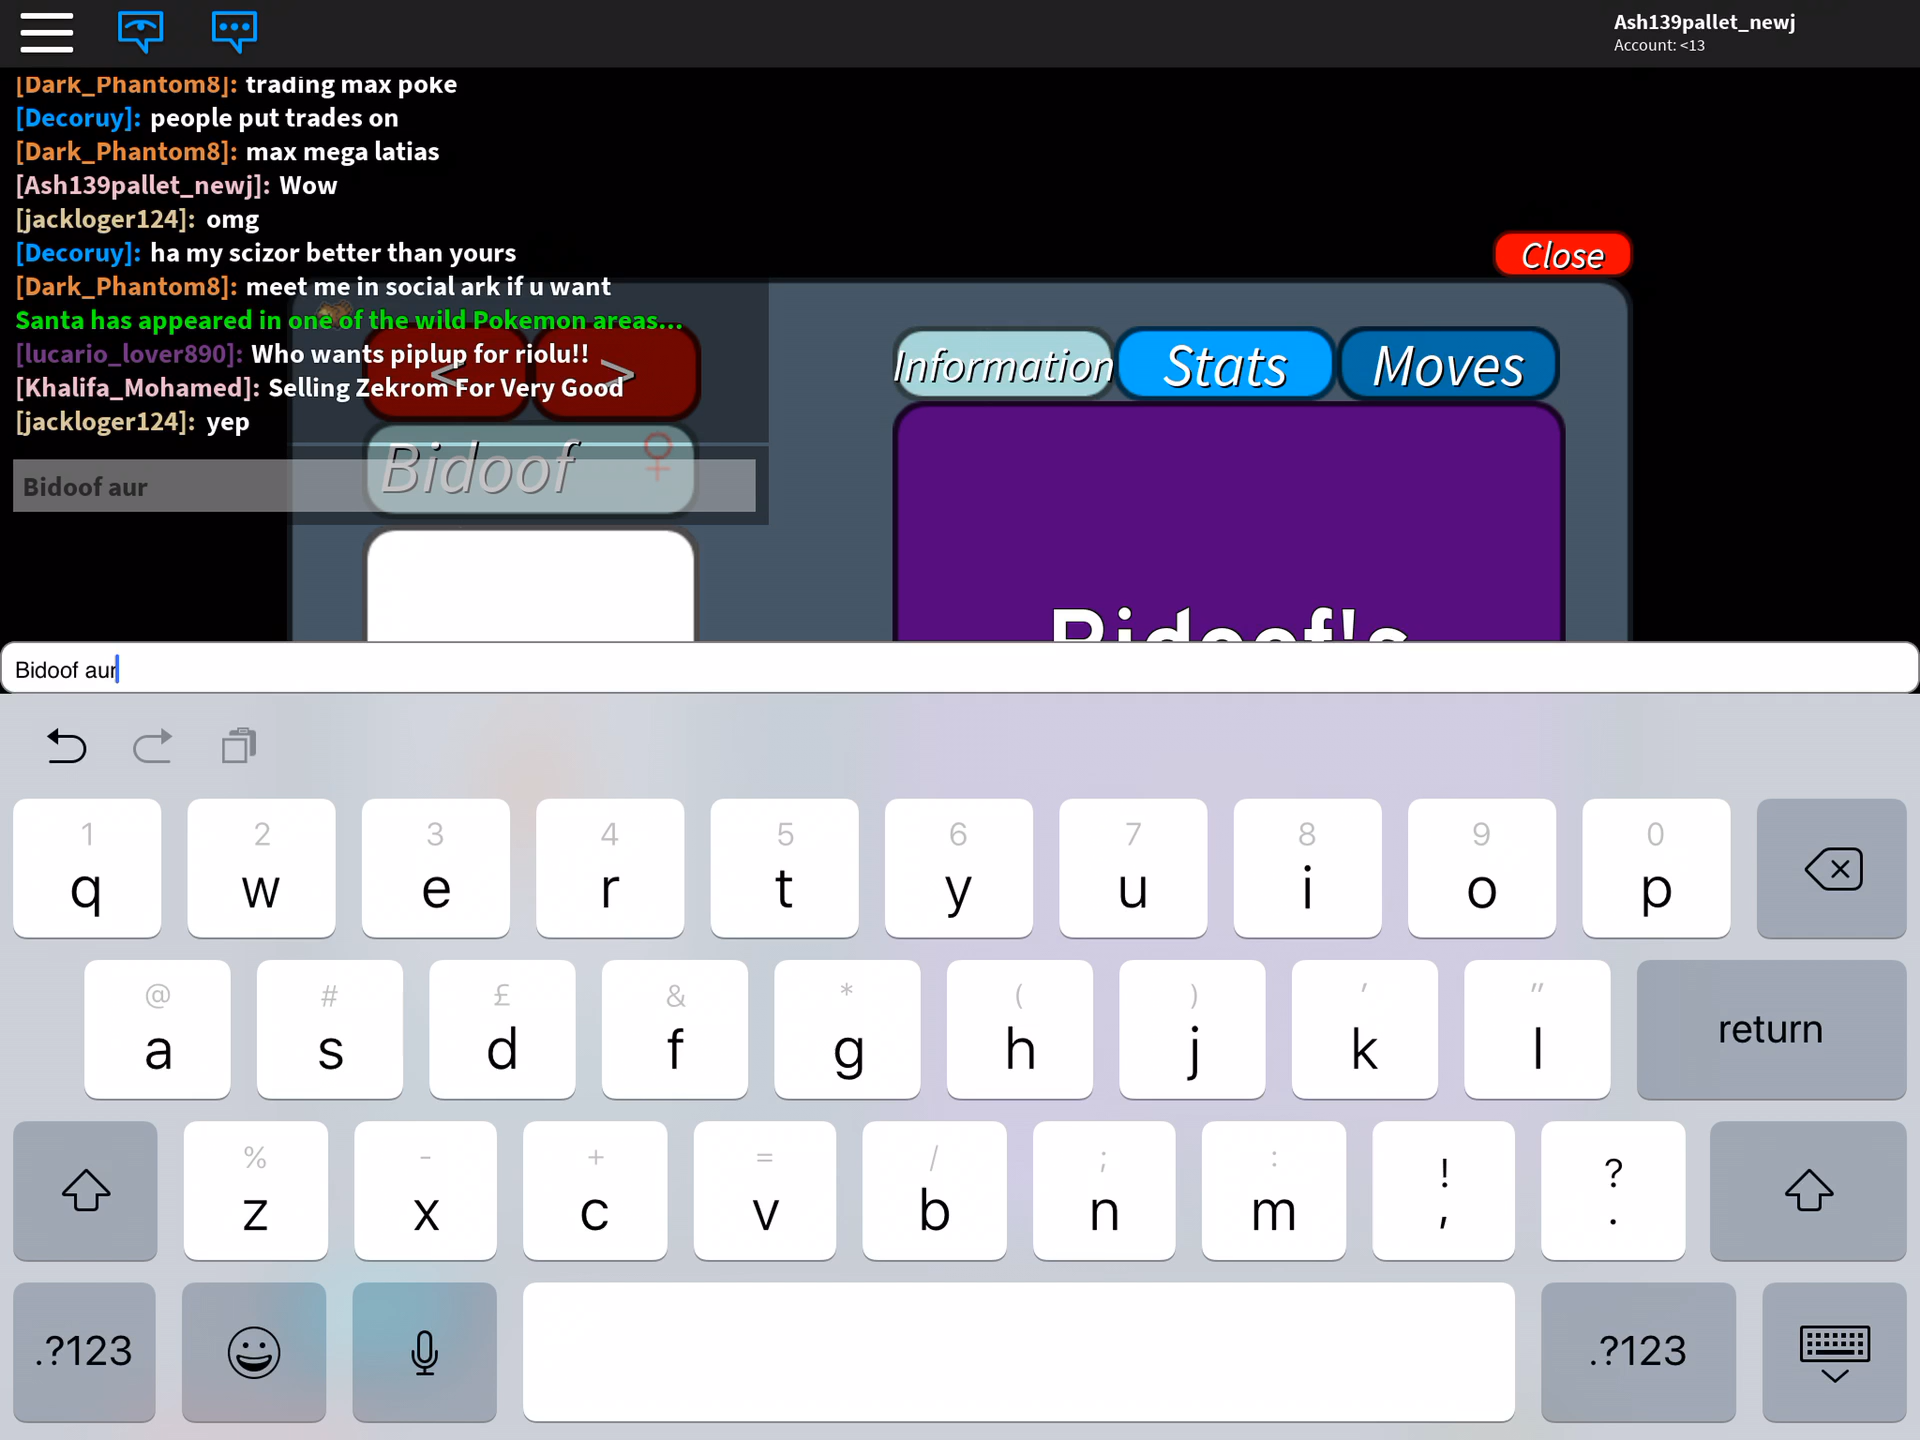 Ash139pallet_newj
Account: <13
[Dark_Phantom8]: trading max poke
[Decoruy]: people put trades on
[Dark_Phantom8]: max mega latias
[Ash139pallet_newj]: Wow
[jackloger124]: omg
[Decoruy]: ha my scizor better than yours
[Dark_Phantom8]: meet me in social ark if u want
Santa has appeared in one of the wild Pokemon areas...
[lucario_lover890]: Who wants piplup for riolu!!
[Khalifa_Mohamed]: Selling Zekrom For Very Good
[jackloger124]: yep
Close
< >
Information Stats Moves
Bidoof ♀
Bidoof aur
Bidoof's
Bidoof aur
1 2 3 4 5 6 7 8 9 0
q w e r t y u i o p
@ # £ & * ( ) ' "
a s d f g h j k l return
% - + = / ; : ! ?
z x c v b n m , .
.?123 .?123